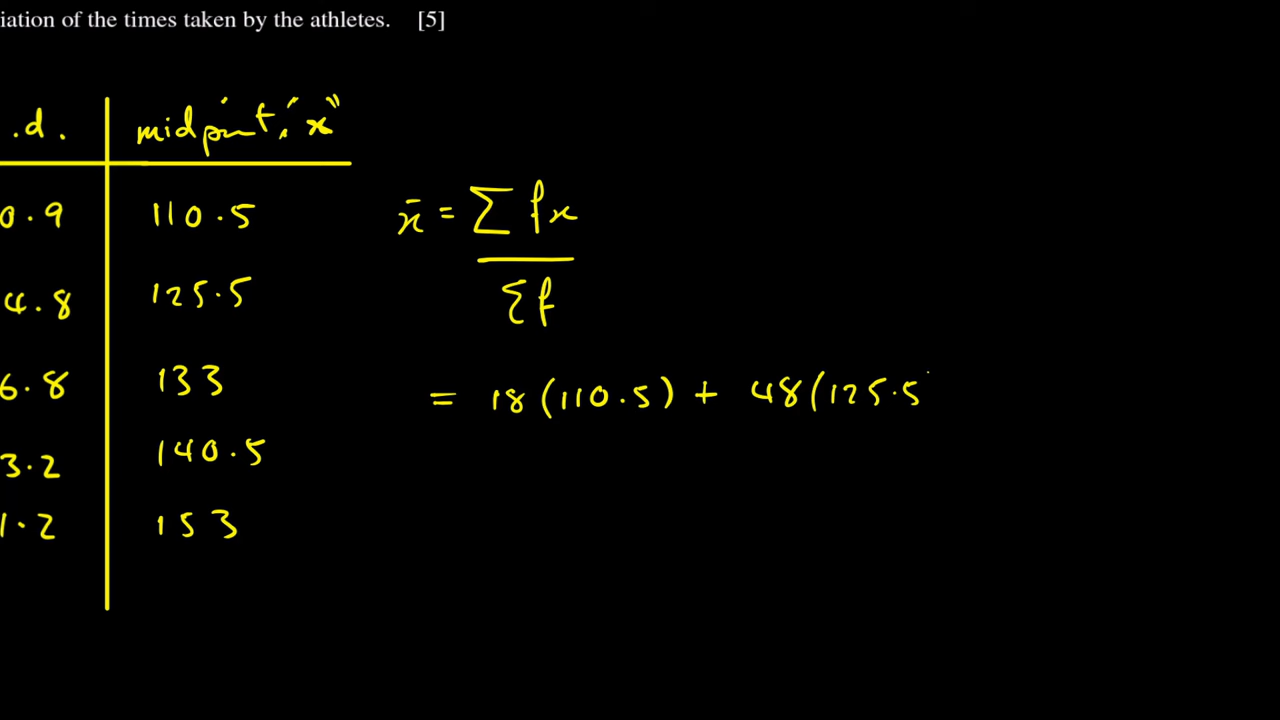 iation of the times taken by the athletes. [5]
.d. midpoint, "x"
0.9 110.5
x̄ = Σfx
Σf
4.8 125.5
6.8 133
= 18(110.5) + 48(125.5
3.2 140.5
1.2 153